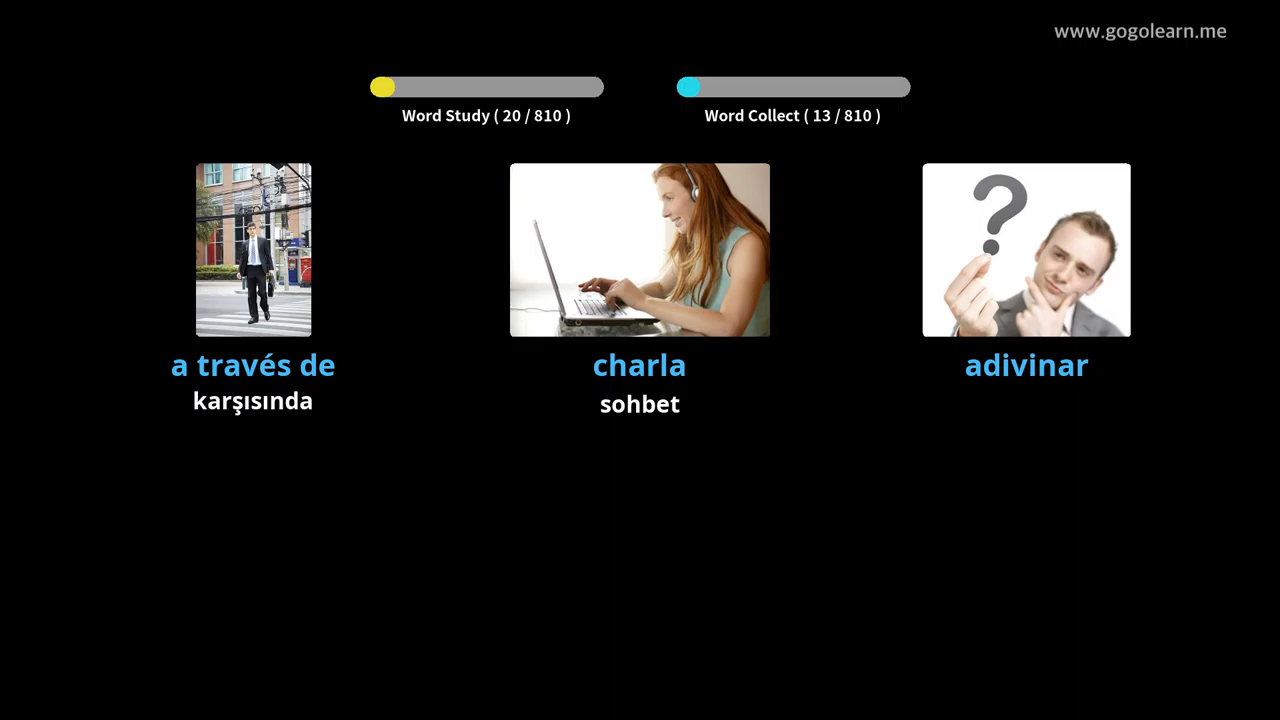 www.gogolearn.me
Word Study ( 20 / 810 )
Word Collect ( 13 / 810 )
a través de
karşısında
charla
sohbet
adivinar